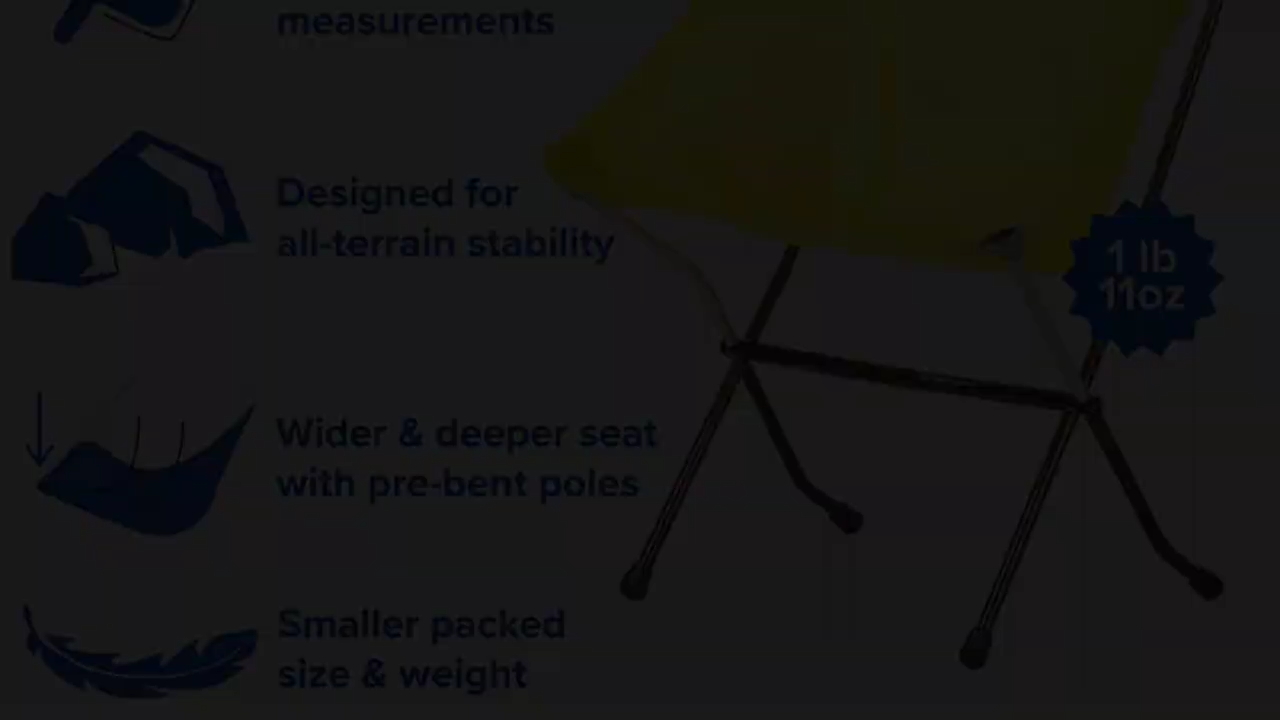 measurements
Designed for
all-terrain stability
1 lb
11oz
Wider & deeper seat
with pre-bent poles
Smaller packed
size & weight